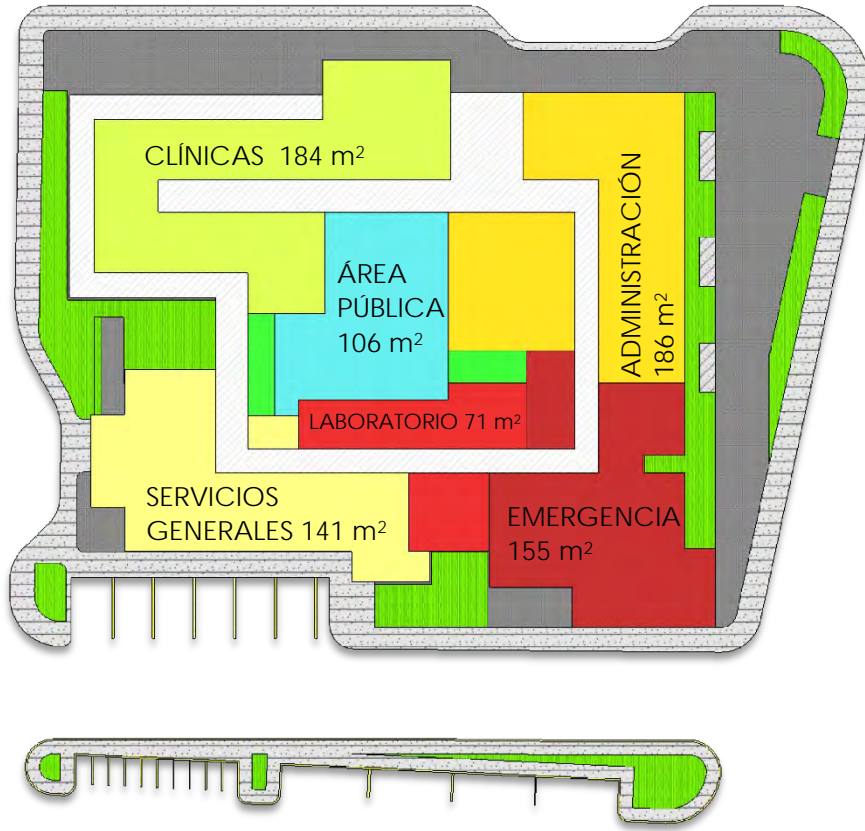 CLÍNICAS 184 m²
ADMINISTRACIÓN
186 m²
ÁREA
PÚBLICA
106 m²
LABORATORIO 71 m²
SERVICIOS
GENERALES 141 m²
EMERGENCIA
155 m²